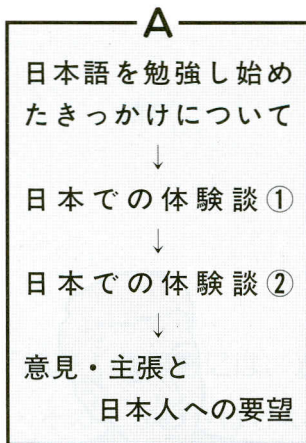 A
日本語を勉強し始め
たきっかけについて
↓
日本での体験談①
↓
日本での体験談②
↓
意見・主張と
日本人への要望